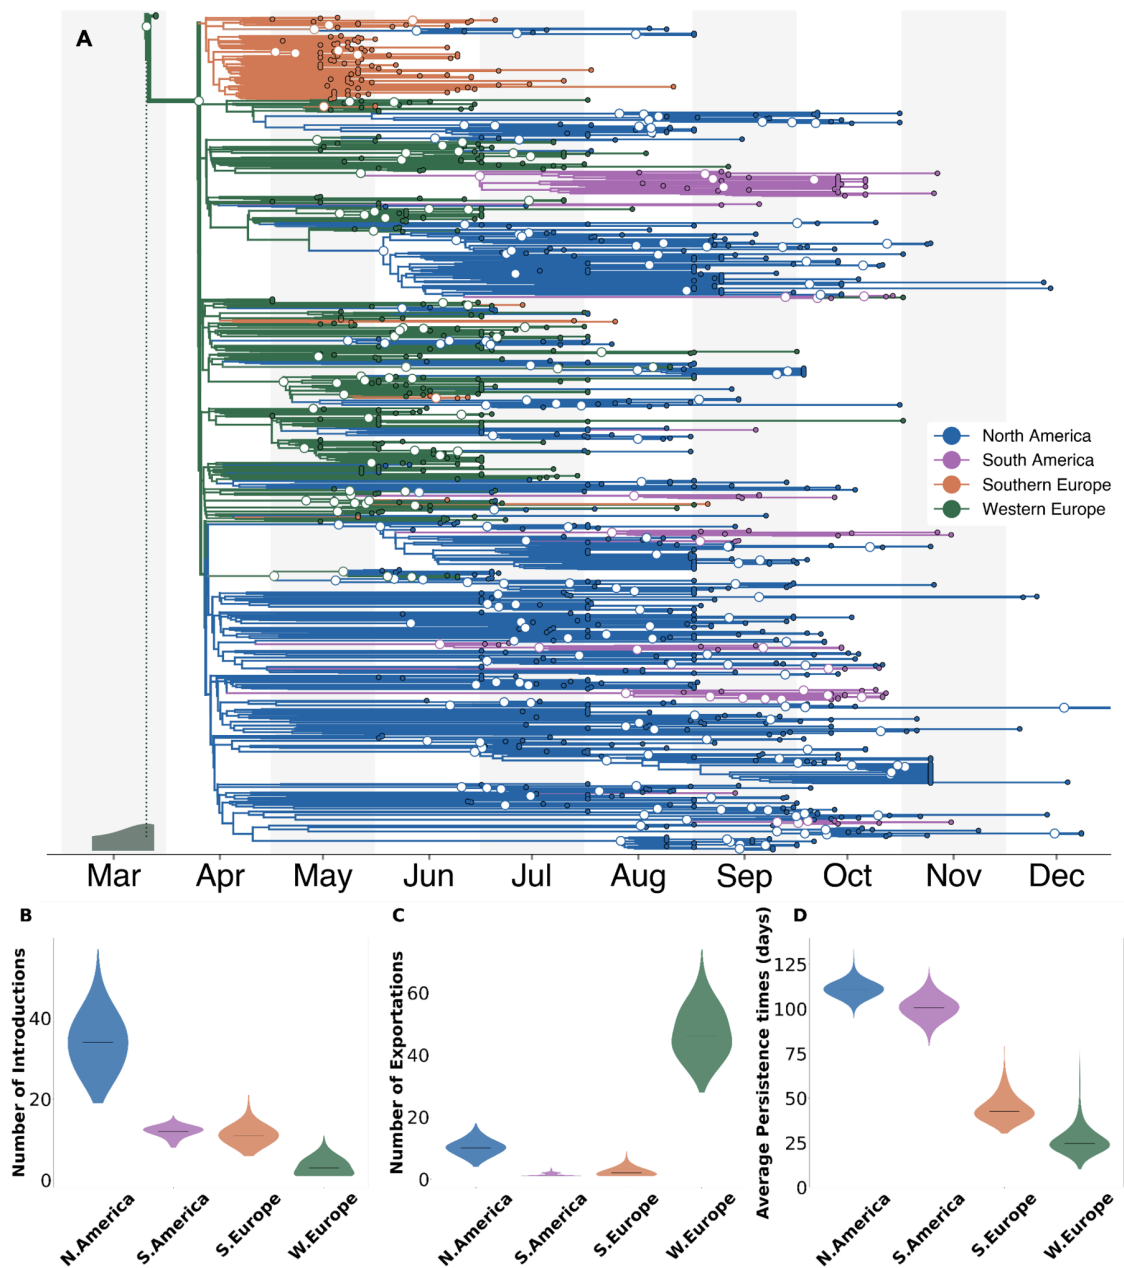 A
North America
South America
Southern Europe
Western Europe
Mar Apr May Jun Jul Aug Sep Oct Nov Dec
B
Number of Introductions
40
20
0
N.America S.America S.Europe W.Europe
C
Number of Exportations
60
40
20
0
N.America S.America S.Europe W.Europe
D
Average Persistence times (days)
125
100
75
50
25
0
N.America S.America S.Europe W.Europe